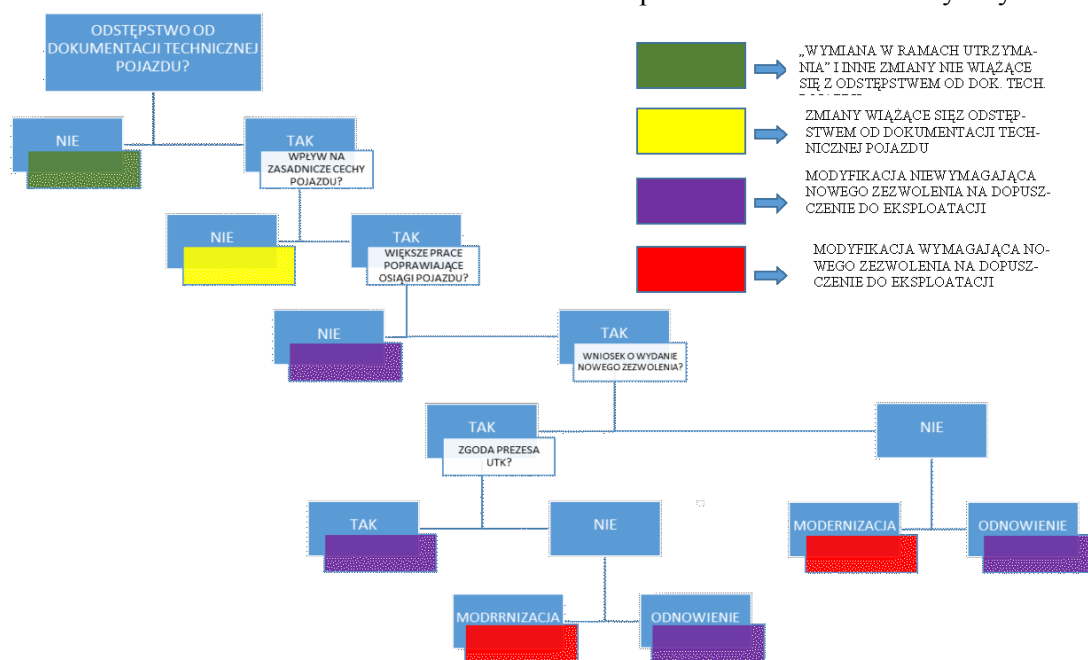 ODSTĘPSTWO OD
DOKUMENTACJI TECHNICZNEJ
POJAZDU?
„WYMIANA W RAMACH UTRZYMA-
NIA” I INNE ZMIANY NIE WIĄŻĄCE
SIĘ Z ODSTĘPSTWEM OD DOK. TECH.
ZMIANY WIĄŻĄCE SIĘZ ODSTĘP-
STWEM OD DOKUMENTACJI TECH-
NICZNEJ POJAZDU
MODYFIKACJA NIEWYMAGAJĄCA
NOWEGO ZEZWOLENIA NA DOPUSZ-
CZENIE DO EKSPLOATACJI
MODYFIKACJA WYMAGAJĄCA NO-
WEGO ZEZWOLENIA NA DOPUSZ-
CZENIE DO EKSPLOATACJI
NIE
TAK
WPŁYW NA
ZASADNICZE CECHY
POJAZDU?
NIE
TAK
WIĘKSZE PRACE
POPRAWIAJĄCE
OSIĄGI POJAZDU?
NIE
TAK
WNIOSEK O WYDANIE
NOWEGO ZEZWOLENIA?
TAK
ZGODA PREZESA
UTK?
NIE
TAK
NIE
MODERNIZACJA
ODNOWIENIE
MODRRNIZACJA
ODNOWIENIE